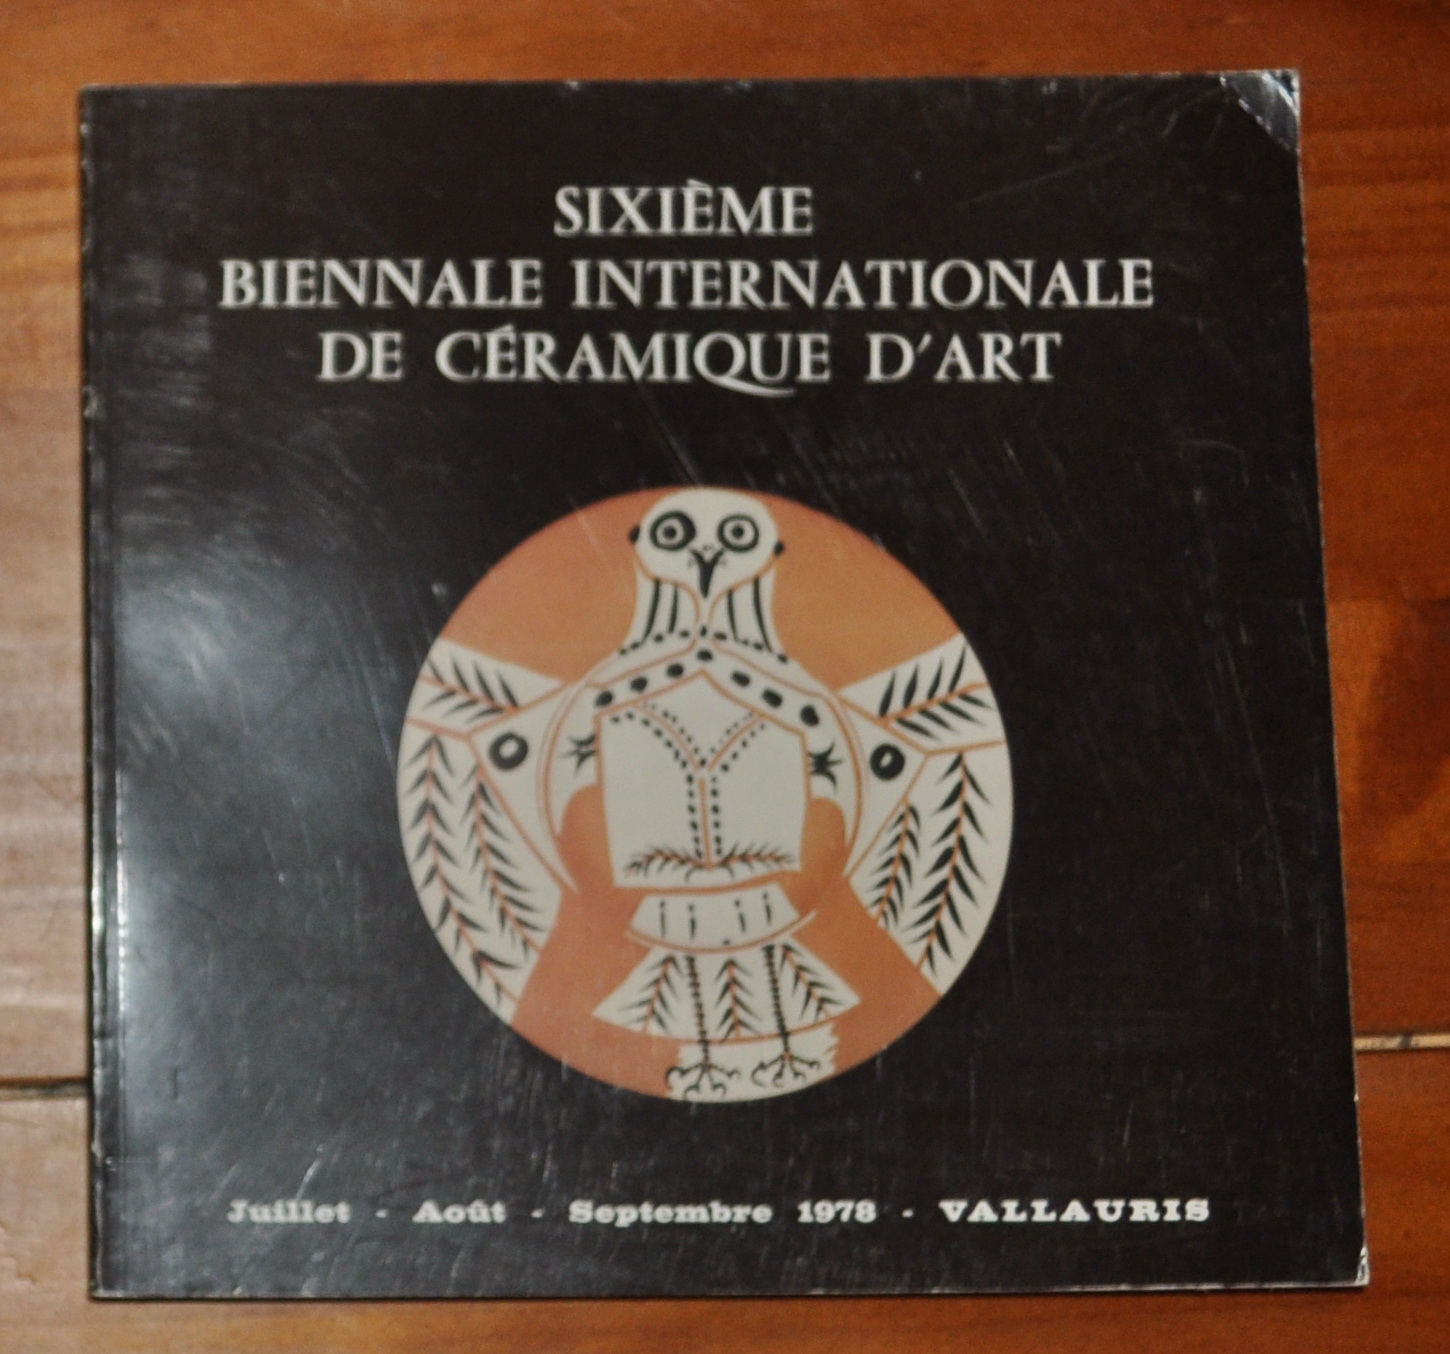 SIXIÈME
BIENNALE INTERNATIONALE
DE CÉRAMIQUE D'ART
Juillet - Août - Septembre 1978 - VALLAURIS